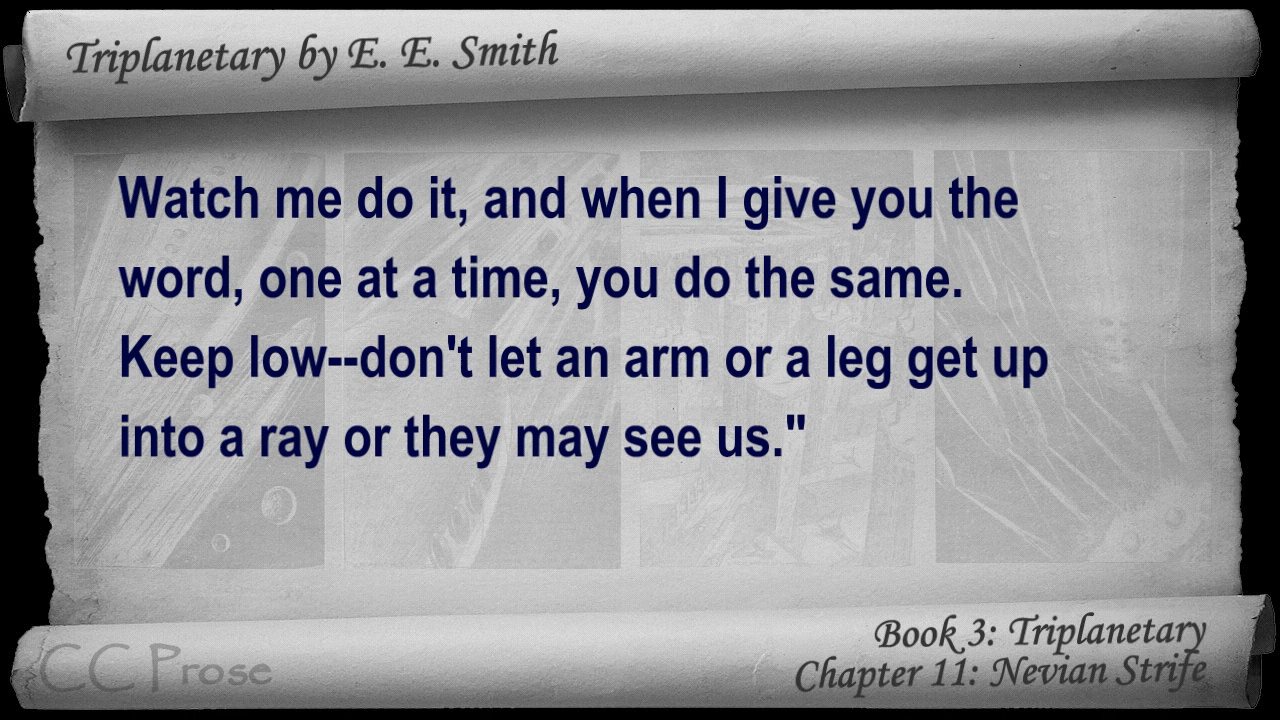 Triplanetary by E. E. Smith
Watch me do it, and when I give you the
word, one at a time, you do the same.
Keep low--don't let an arm or a leg get up
into a ray or they may see us."
Book 3: Triplanetary
Chapter 11: Nevian Strife
CC Prose